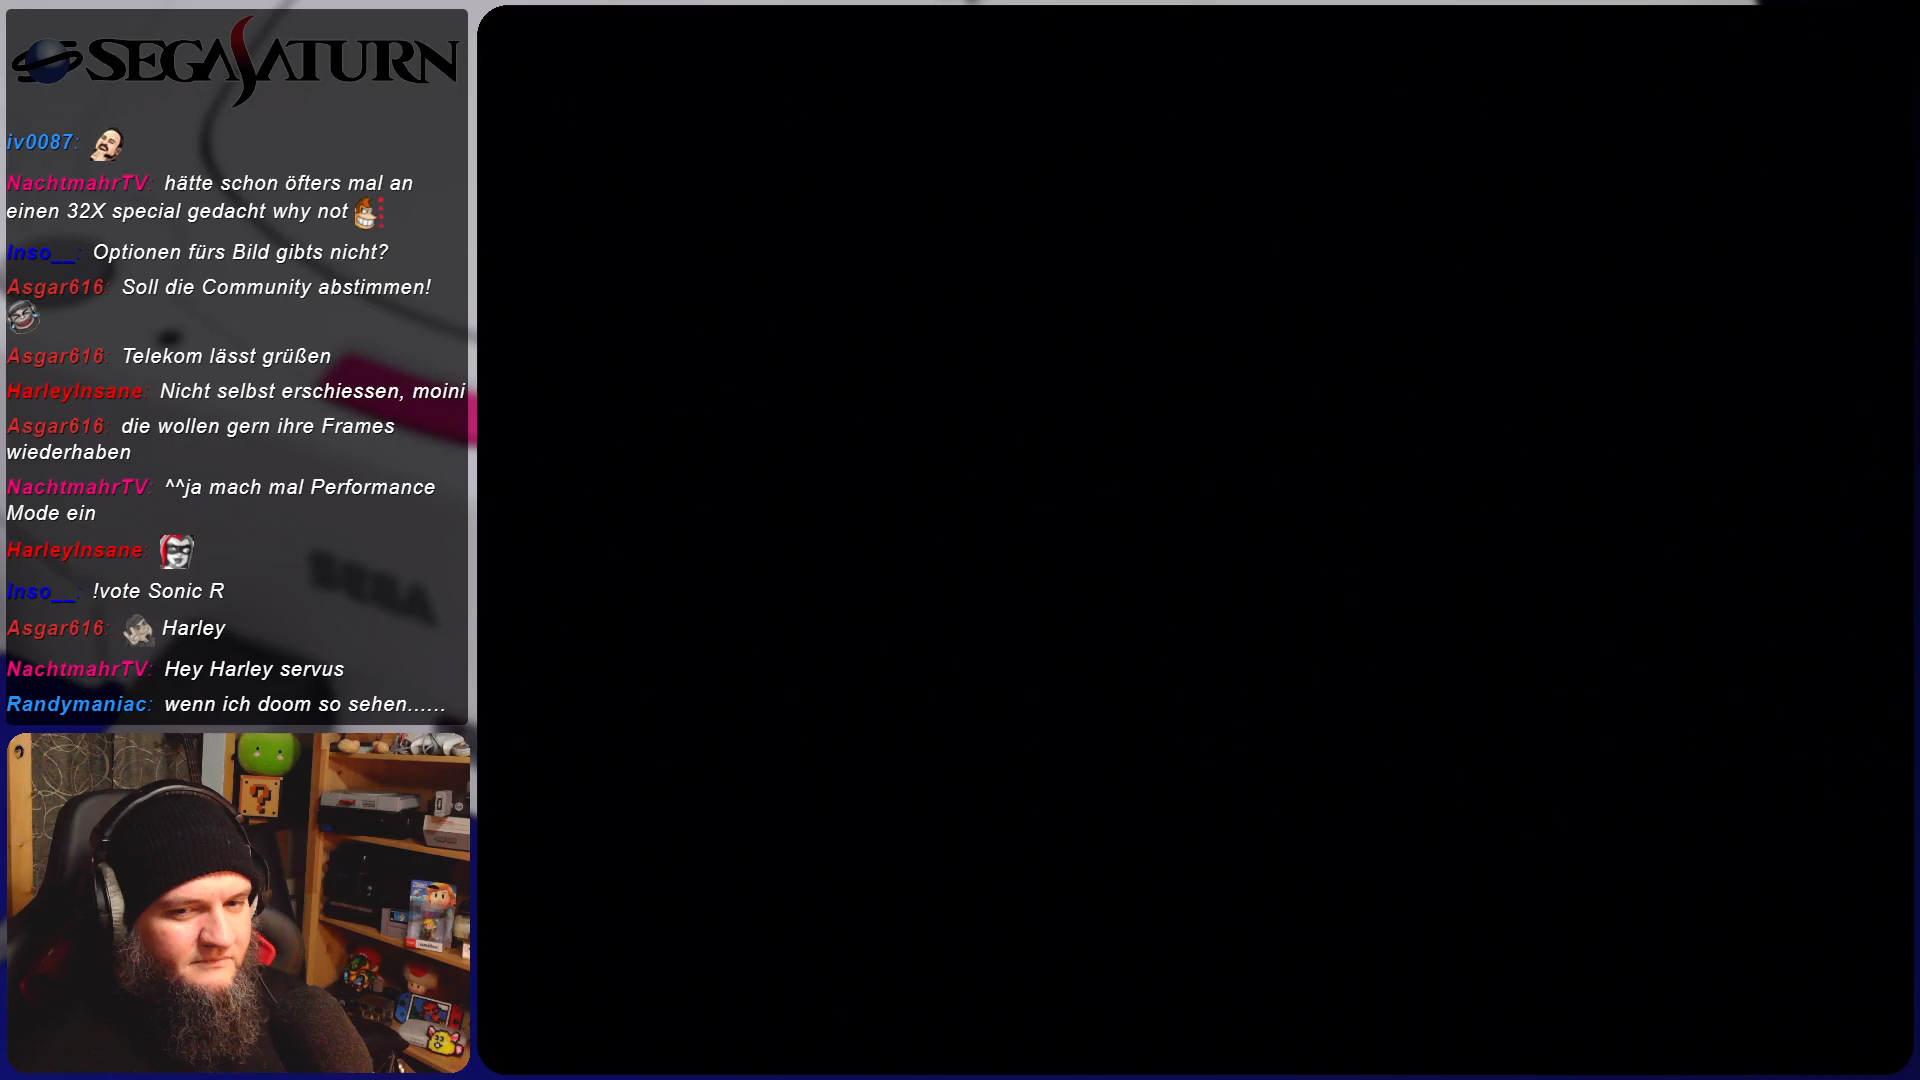 SEGA SATURN
iv0087:
NachtmahrTV: hätte schon öfters mal an
einen 32X special gedacht why not
Inso__: Optionen fürs Bild gibts nicht?
Asgar616: Soll die Community abstimmen!
Asgar616: Telekom lässt grüßen
HarleyInsane: Nicht selbst erschiessen, moini
Asgar616: die wollen gern ihre Frames
wiederhaben
NachtmahrTV: ^^ja mach mal Performance
Mode ein
HarleyInsane:
Inso__: !vote Sonic R
Asgar616: Harley
NachtmahrTV: Hey Harley servus
Randymaniac: wenn ich doom so sehen......
SEGA
?